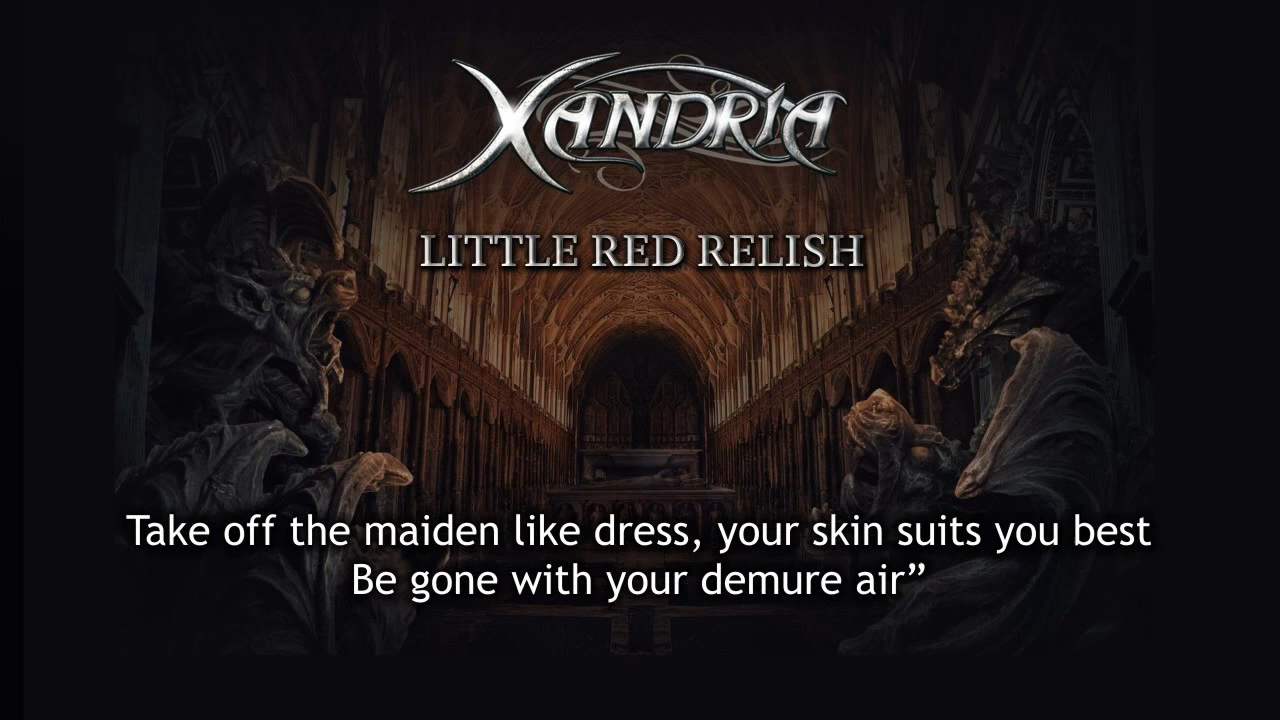 XANDRIA
LITTLE RED RELISH
Take off the maiden like dress, your skin suits you best
Be gone with your demure air”